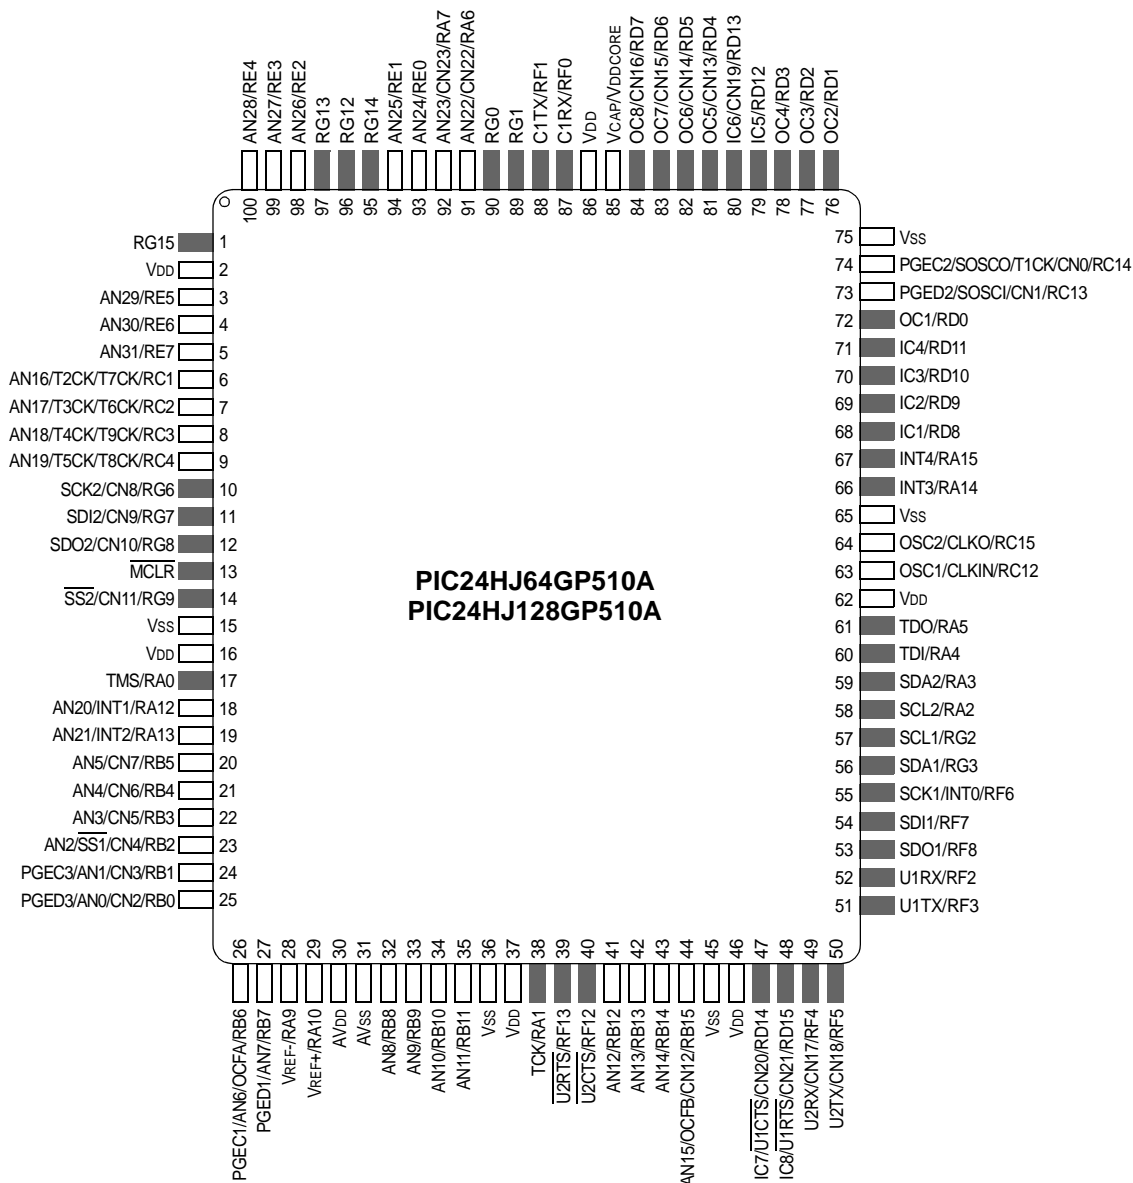 AN28/RE4
AN27/RE3
AN26/RE2
RG13
RG12
RG14
AN25/RE1
AN24/RE0
AN23/CN23/RA7
AN22/CN22/RA6
RG0
RG1
C1TX/RF1
C1RX/RF0
VDD
VCAP/VDDCORE
OC8/CN16/RD7
OC7/CN15/RD6
OC6/CN14/RD5
OC5/CN13/RD4
IC6/CN19/RD13
IC5/RD12
OC4/RD3
OC3/RD2
OC2/RD1
100
99
98
97
96
95
94
93
92
91
90
89
88
87
86
85
84
83
82
81
80
79
78
77
76
RG15 1
VDD 2
AN29/RE5 3
AN30/RE6 4
AN31/RE7 5
AN16/T2CK/T7CK/RC1 6
AN17/T3CK/T6CK/RC2 7
AN18/T4CK/T9CK/RC3 8
AN19/T5CK/T8CK/RC4 9
SCK2/CN8/RG6 10
SDI2/CN9/RG7 11
SDO2/CN10/RG8 12
MCLR 13
SS2/CN11/RG9 14
VSS 15
VDD 16
TMS/RA0 17
AN20/INT1/RA12 18
AN21/INT2/RA13 19
AN5/CN7/RB5 20
AN4/CN6/RB4 21
AN3/CN5/RB3 22
AN2/SS1/CN4/RB2 23
PGEC3/AN1/CN3/RB1 24
PGED3/AN0/CN2/RB0 25
PIC24HJ64GP510A
PIC24HJ128GP510A
75 VSS
74 PGEC2/SOSCO/T1CK/CN0/RC14
73 PGED2/SOSCI/CN1/RC13
72 OC1/RD0
71 IC4/RD11
70 IC3/RD10
69 IC2/RD9
68 IC1/RD8
67 INT4/RA15
66 INT3/RA14
65 VSS
64 OSC2/CLKO/RC15
63 OSC1/CLKIN/RC12
62 VDD
61 TDO/RA5
60 TDI/RA4
59 SDA2/RA3
58 SCL2/RA2
57 SCL1/RG2
56 SDA1/RG3
55 SCK1/INT0/RF6
54 SDI1/RF7
53 SDO1/RF8
52 U1RX/RF2
51 U1TX/RF3
26
27
28
29
30
31
32
33
34
35
36
37
38
39
40
41
42
43
44
45
46
47
48
49
50
PGEC1/AN6/OCFA/RB6
PGED1/AN7/RB7
VREF-/RA9
VREF+/RA10
AVDD
AVSS
AN8/RB8
AN9/RB9
AN10/RB10
AN11/RB11
VSS
VDD
TCK/RA1
U2RTS/RF13
U2CTS/RF12
AN12/RB12
AN13/RB13
AN14/RB14
AN15/OCFB/CN12/RB15
VSS
VDD
IC7/U1CTS/CN20/RD14
IC8/U1RTS/CN21/RD15
U2RX/CN17/RF4
U2TX/CN18/RF5